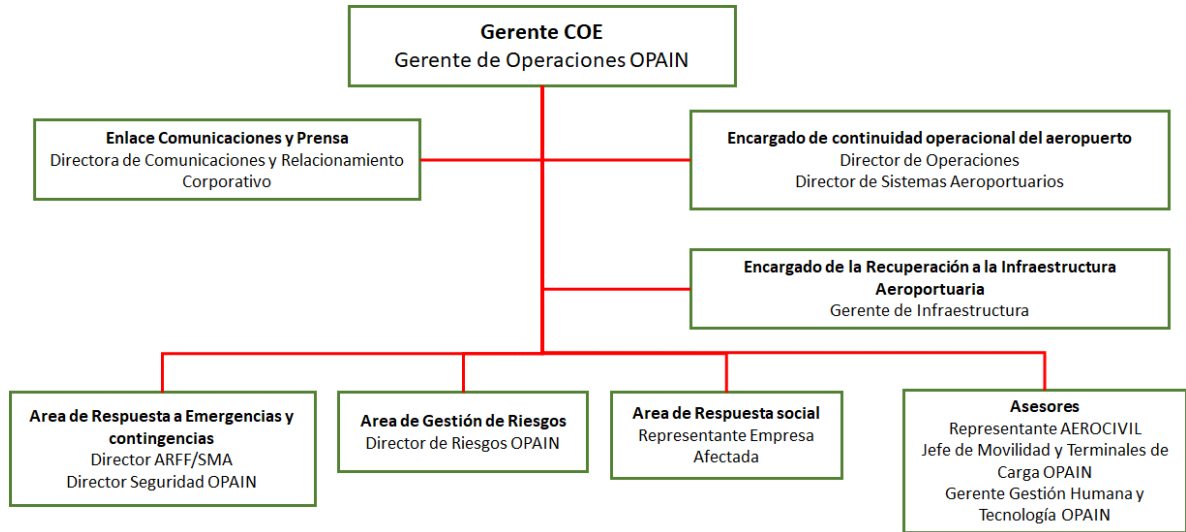 Gerente COE
Gerente de Operaciones OPAIN
Enlace Comunicaciones y Prensa
Directora de Comunicaciones y Relacionamiento
Corporativo
Encargado de continuidad operacional del aeropuerto
Director de Operaciones
Director de Sistemas Aeroportuarios
Encargado de la Recuperación a la Infraestructura
Aeroportuaria
Gerente de Infraestructura
Area de Respuesta a Emergencias y
contingencias
Director ARFF/SMA
Director Seguridad OPAIN
Area de Gestión de Riesgos
Director de Riesgos OPAIN
Area de Respuesta social
Representante Empresa
Afectada
Asesores
Representante AEROCIVIL
Jefe de Movilidad y Terminales de
Carga OPAIN
Gerente Gestión Humana y
Tecnología OPAIN